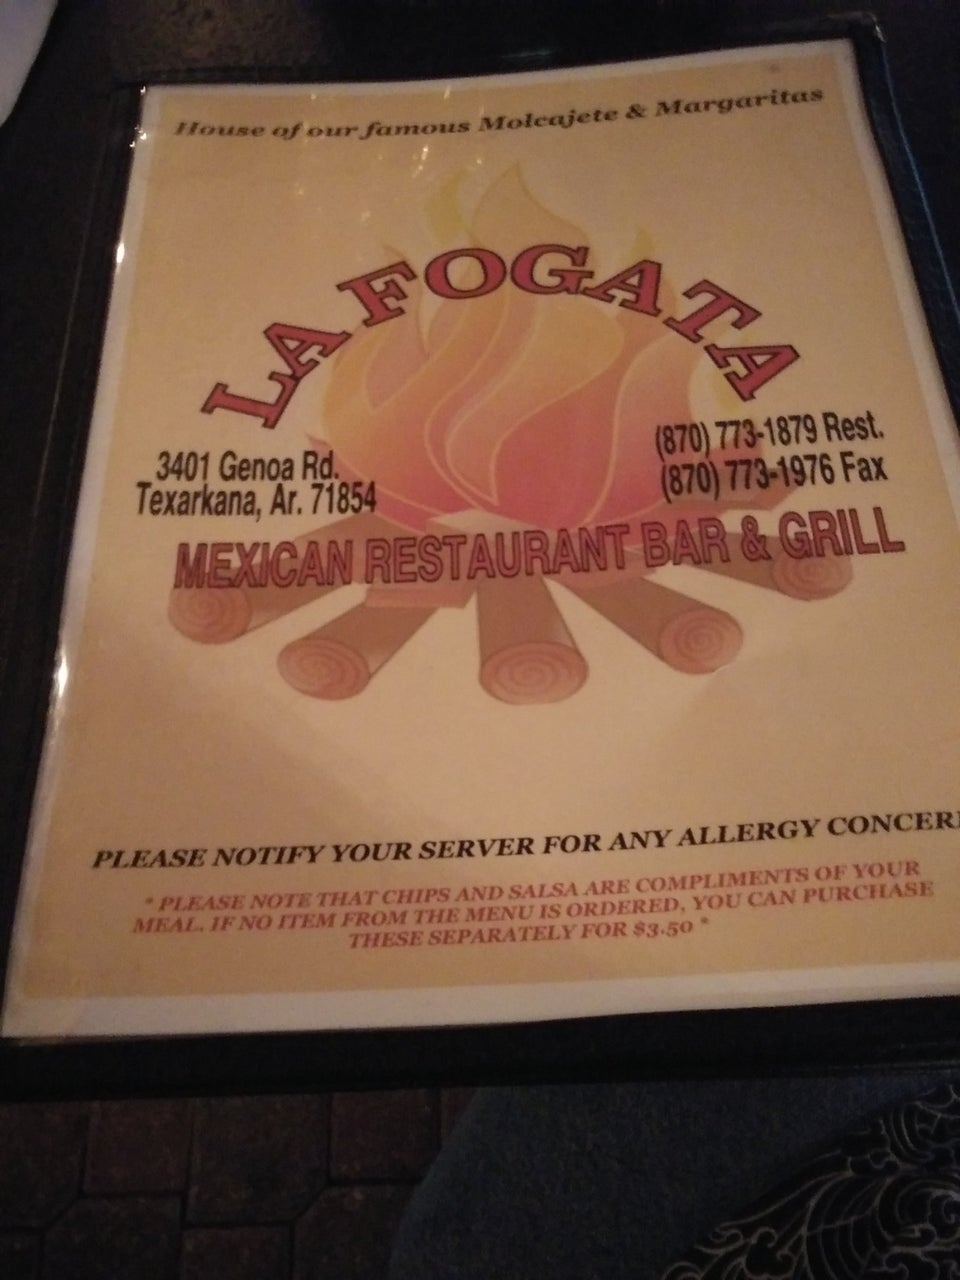 House of our famous Molcajete & Margaritas
LA FOGATA
3401 Genoa Rd.
Texarkana, Ar. 71854
(870) 773-1879 Rest.
(870) 773-1976 Fax
MEXICAN RESTAURANT BAR & GRILL
PLEASE NOTIFY YOUR SERVER FOR ANY ALLERGY
* PLEASE NOTE THAT CHIPS AND SALSA ARE COMPLIMENTS OF YOUR
MEAL. IF NO ITEM FROM THE MENU IS ORDERED, YOU CAN PURCHASE
THESE SEPARATELY FOR $3.50 *